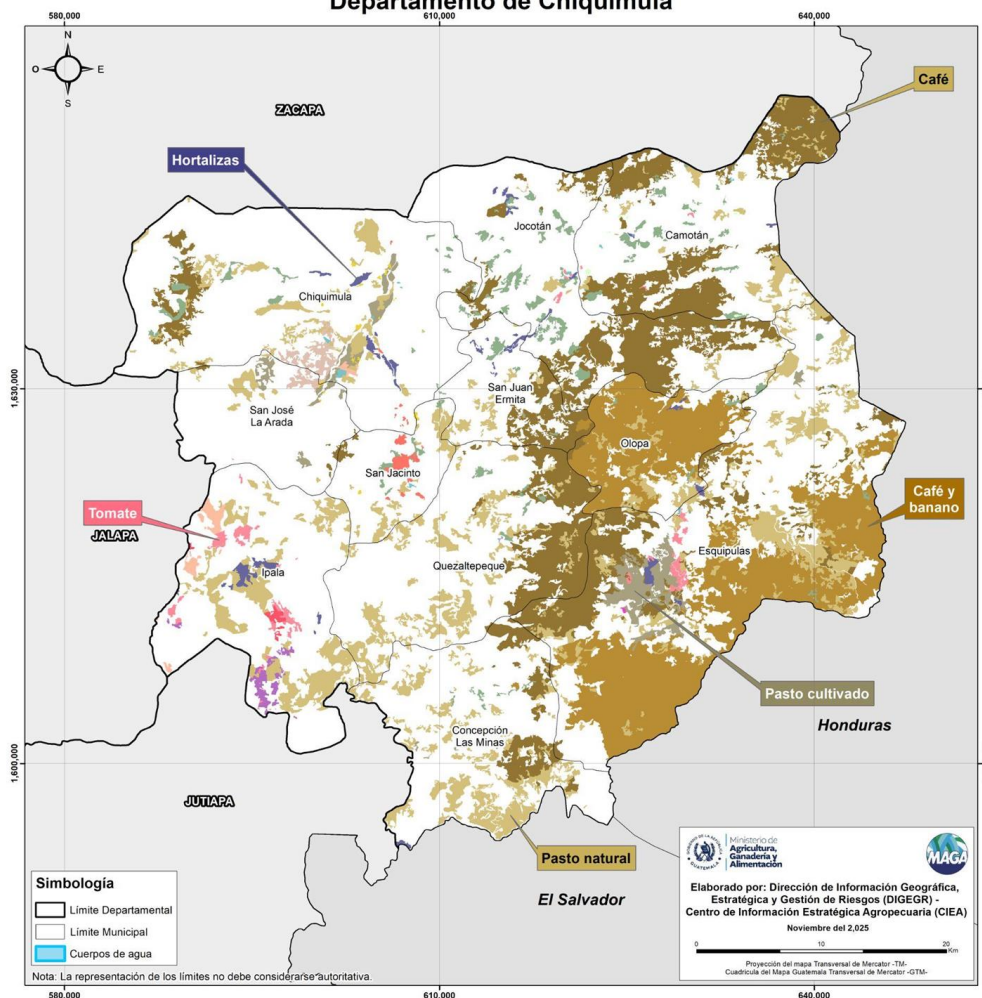 Departamento de Chiquimula
580,000
610,000
640,000
N
O
E
S
ZACAPA
Café
Hortalizas
Jocotán
Camotán
Chiquimula
1,630,000
San Juan
Ermita
San José
La Arada
Olopa
San Jacinto
Café y
banano
Tomate
JALAPA
Esquipulas
Quezaltepeque
Ipala
Pasto cultivado
Honduras
Concepción
Las Minas
1,600,000
JUTIAPA
Pasto natural
El Salvador
Simbología
Límite Departamental
Límite Municipal
Cuerpos de agua
Nota: La representación de los límites no debe considerarse autoritativa.
Ministerio de
Agricultura,
Ganadería y
Alimentación
MAGA
Elaborado por: Dirección de Información Geográfica,
Estratégica y Gestión de Riesgos (DIGEGR) -
Centro de Información Estratégica Agropecuaria (CIEA)
Noviembre del 2,025
0
10
20
Km
Proyección del mapa Transversal de Mercator -TM-
Cuadricula del Mapa Guatemala Transversal de Mercator -GTM-
580,000
610,000
640,000